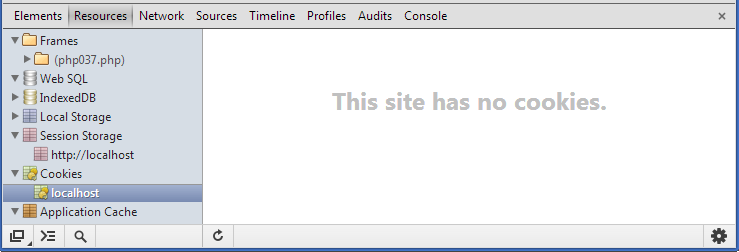 Elements Resources Network Sources Timeline Profiles Audits Console
Frames
(php037.php)
Web SQL
IndexedDB
Local Storage
Session Storage
http://localhost
Cookies
localhost
Application Cache
This site has no cookies.